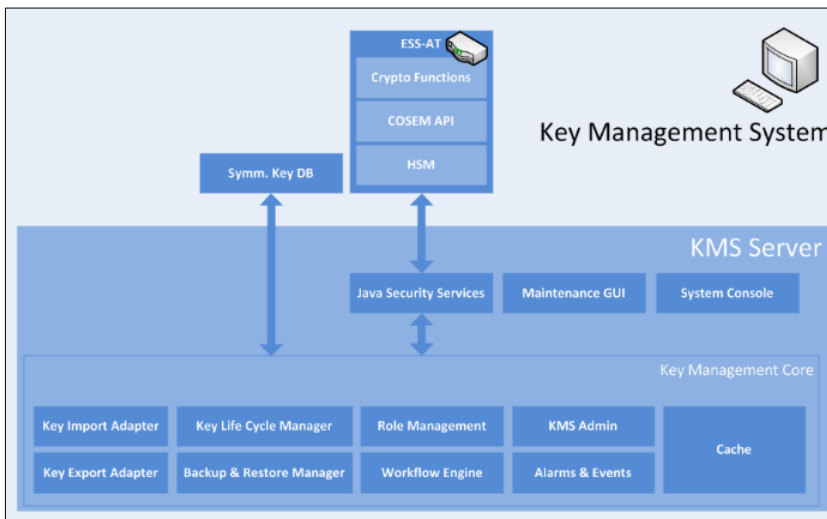 ESS-AT
Crypto Functions
COSEM API
HSM
Key Management System
Symm. Key DB
KMS Server
Java Security Services
Maintenance GUI
System Console
Key Management Core
Key Import Adapter
Key Life Cycle Manager
Role Management
KMS Admin
Cache
Key Export Adapter
Backup & Restore Manager
Workflow Engine
Alarms & Events